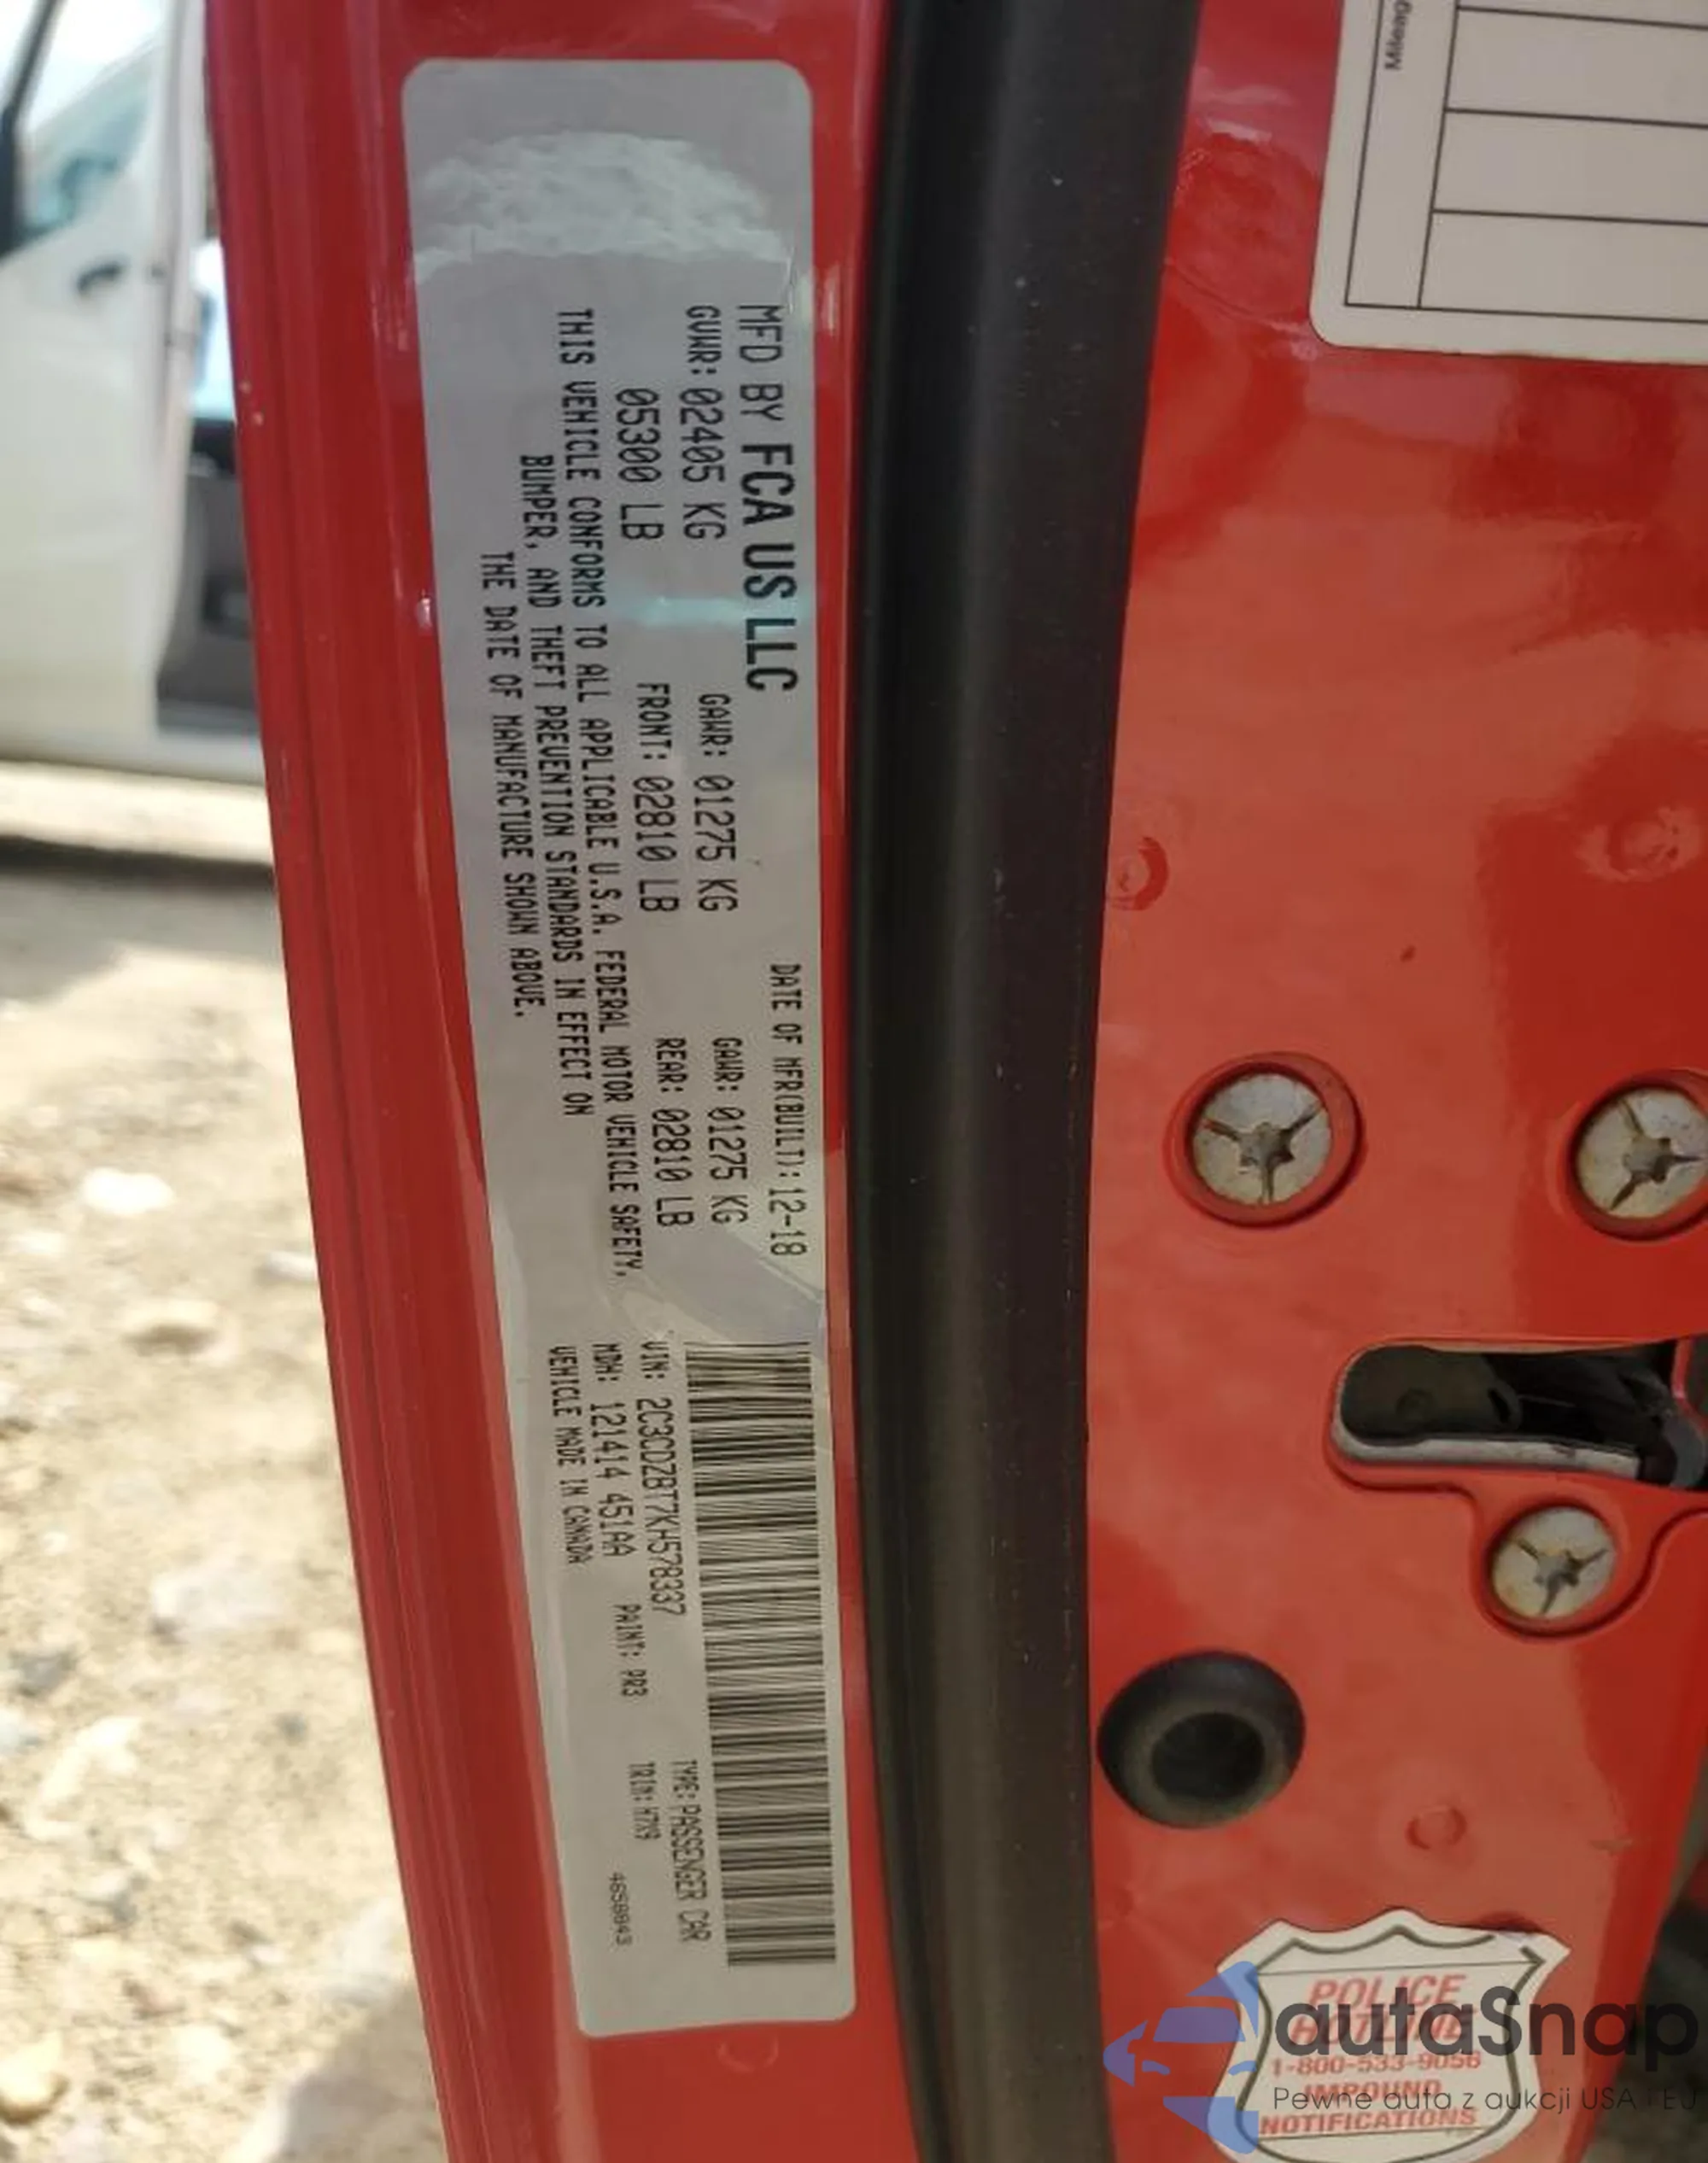 MFD BY FCA US LLC
DATE OF MFR(BUILT): 12-18
GVWR: 02405 KG
05300 LB
GAWR: 01275 KG
FRONT: 02810 LB
GAWR: 01275 KG
REAR: 02810 LB
THIS VEHICLE CONFORMS TO ALL APPLICABLE U.S.A. FEDERAL MOTOR VEHICLE SAFETY,
BUMPER, AND THEFT PREVENTION STANDARDS IN EFFECT ON
THE DATE OF MANUFACTURE SHOWN ABOVE.
VIN: 2C3CDZBT7KH578337
TYPE: PASSENGER CAR
MDH: 121414 451AA
PAINT: PR3
TRIM: H7X9
VEHICLE MADE IN CANADA
POLICE
HOTLINE
1-800-533-9056
IMPOUND
NOTIFICATIONS
autaSnap
Pewne auta z aukcji USA i EU